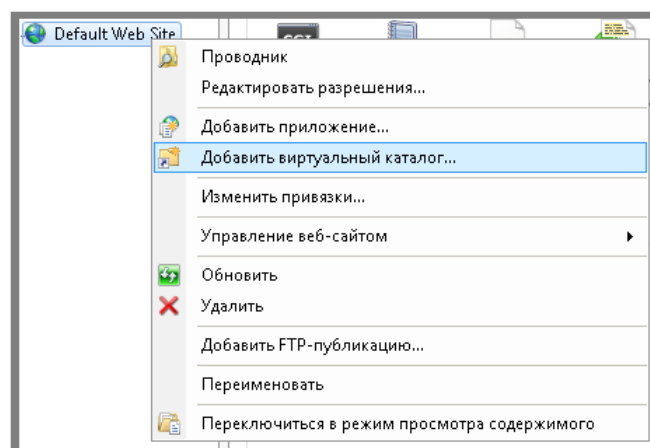 Default Web Site
CGI
Проводник
Редактировать разрешения...
Добавить приложение...
Добавить виртуальный каталог...
Изменить привязки...
Управление веб-сайтом
Обновить
Удалить
Добавить FTP-публикацию...
Переименовать
Переключиться в режим просмотра содержимого